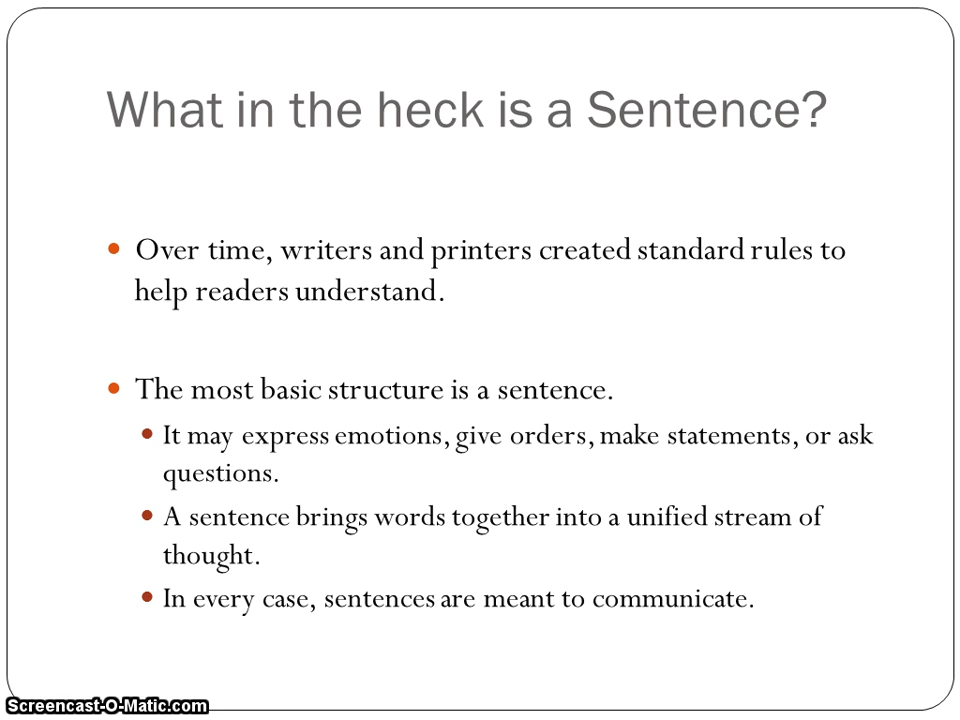 What in the heck is a Sentence?
• Over time, writers and printers created standard rules to
help readers understand.
• The most basic structure is a sentence.
• It may express emotions, give orders, make statements, or ask
questions.
• A sentence brings words together into a unified stream of
thought.
• In every case, sentences are meant to communicate.
Screencast-O-Matic.com